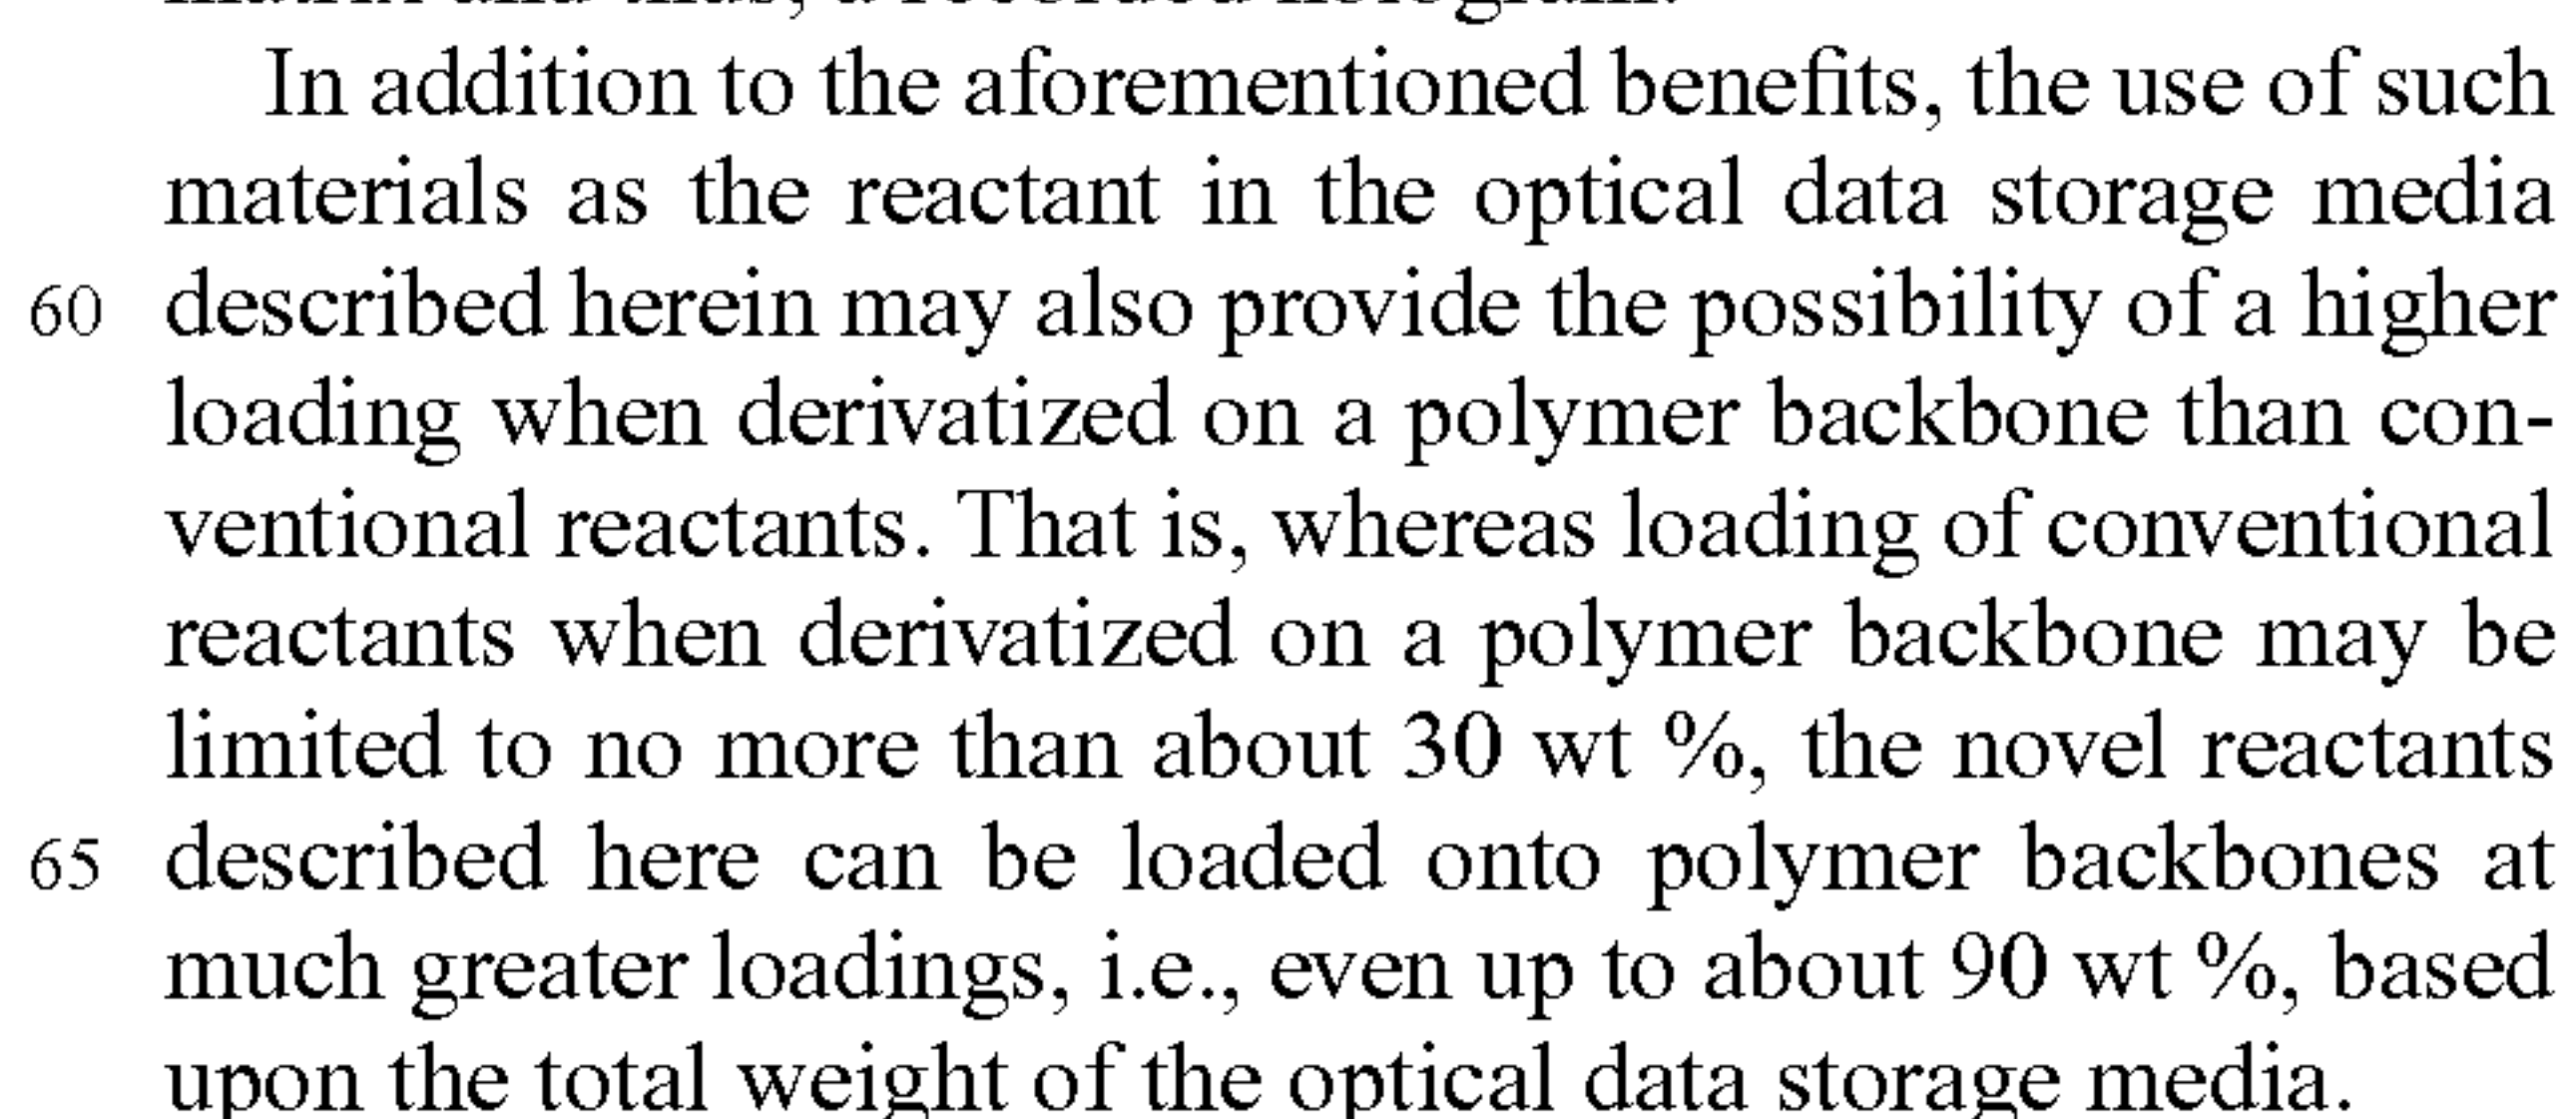 In addition to the aforementioned benefits, the use of such
materials as the reactant in the optical data storage media
60 described herein may also provide the possibility of a higher
loading when derivatized on a polymer backbone than con-
ventional reactants. That is, whereas loading of conventional
reactants when derivatized on a polymer backbone may be
limited to no more than about 30 wt %, the novel reactants
65 described here can be loaded onto polymer backbones at
much greater loadings, i.e., even up to about 90 wt %, based
upon the total weight of the optical data storage media.